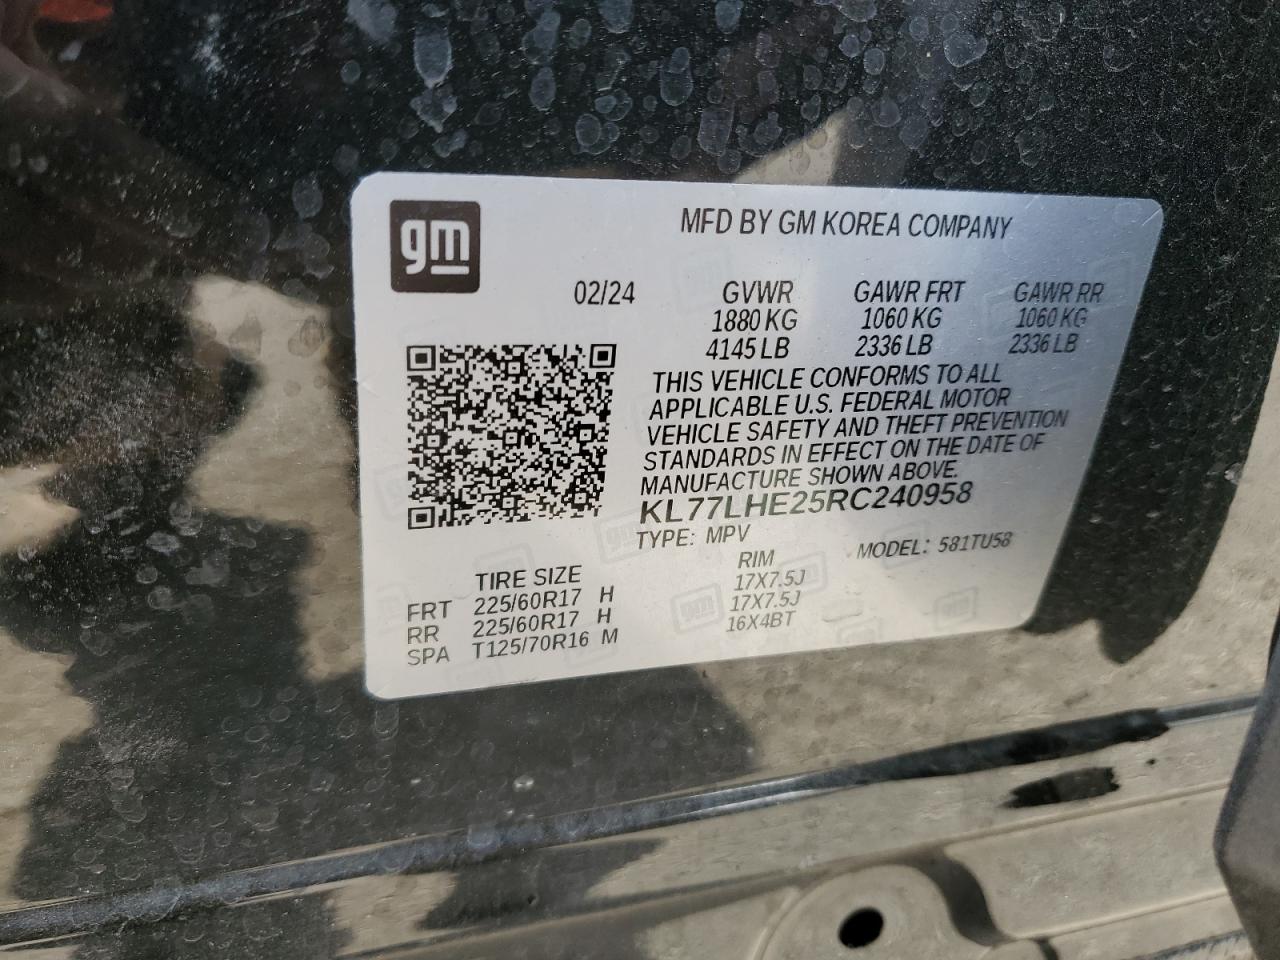 gm
MFD BY GM KOREA COMPANY
02/24 GVWR GAWR FRT GAWR RR
1880 KG 1060 KG 1060 KG
4145 LB 2336 LB 2336 LB
THIS VEHICLE CONFORMS TO ALL
APPLICABLE U.S. FEDERAL MOTOR
VEHICLE SAFETY AND THEFT PREVENTION
STANDARDS IN EFFECT ON THE DATE OF
MANUFACTURE SHOWN ABOVE.
KL77LHE25RC240958
TYPE: MPV MODEL: 581TU58
TIRE SIZE RIM
FRT 225/60R17 H 17X7.5J
RR 225/60R17 H 17X7.5J
SPA T125/70R16 M 16X4BT